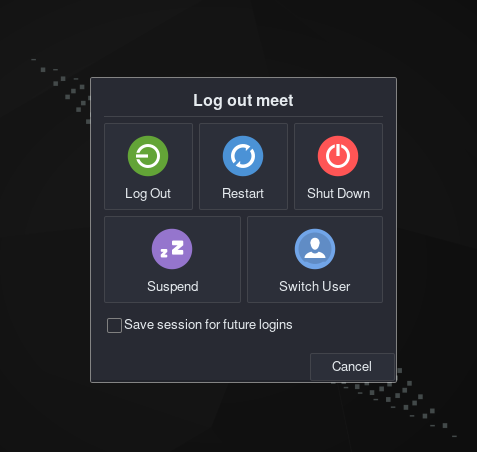 Log out meet
Log Out
Restart
Shut Down
Suspend
Switch User
Save session for future logins
Cancel